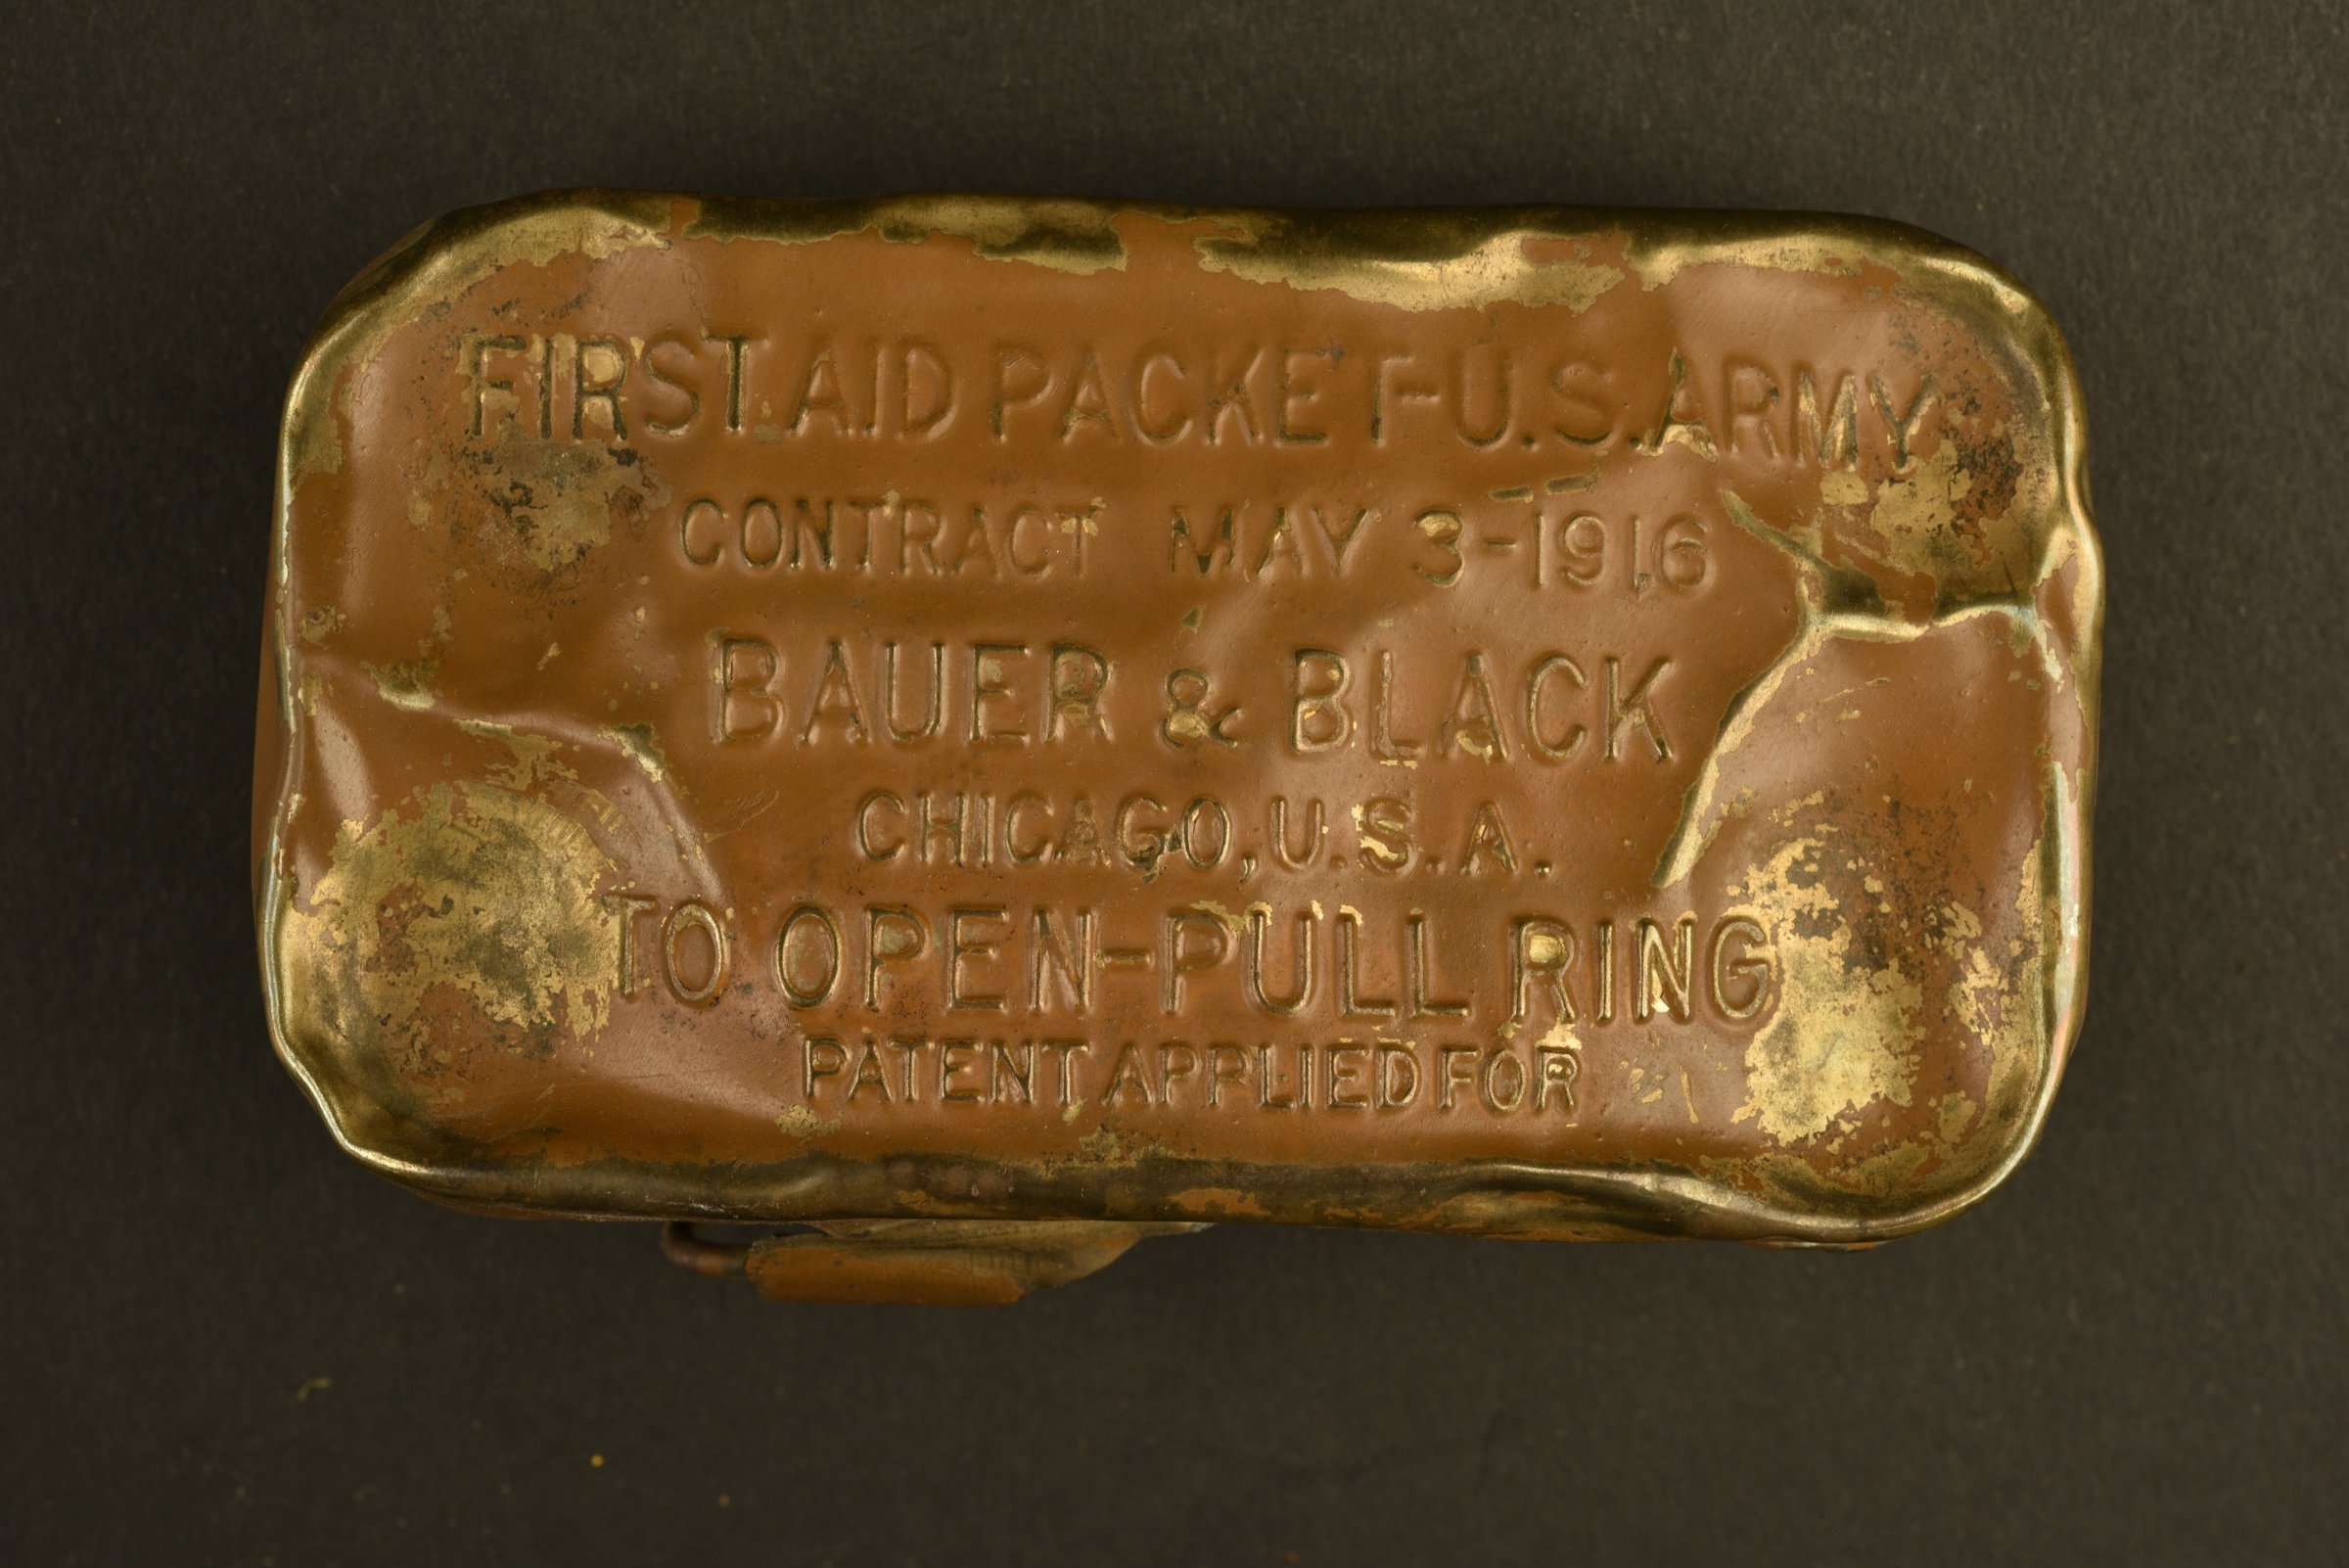 FIRST AID PACKET-U.S.ARMY
CONTRACT MAY 3-1916
BAUER & BLACK
CHICAGO, U.S.A.
TO OPEN-PULL RING
PATENT APPLIED FOR